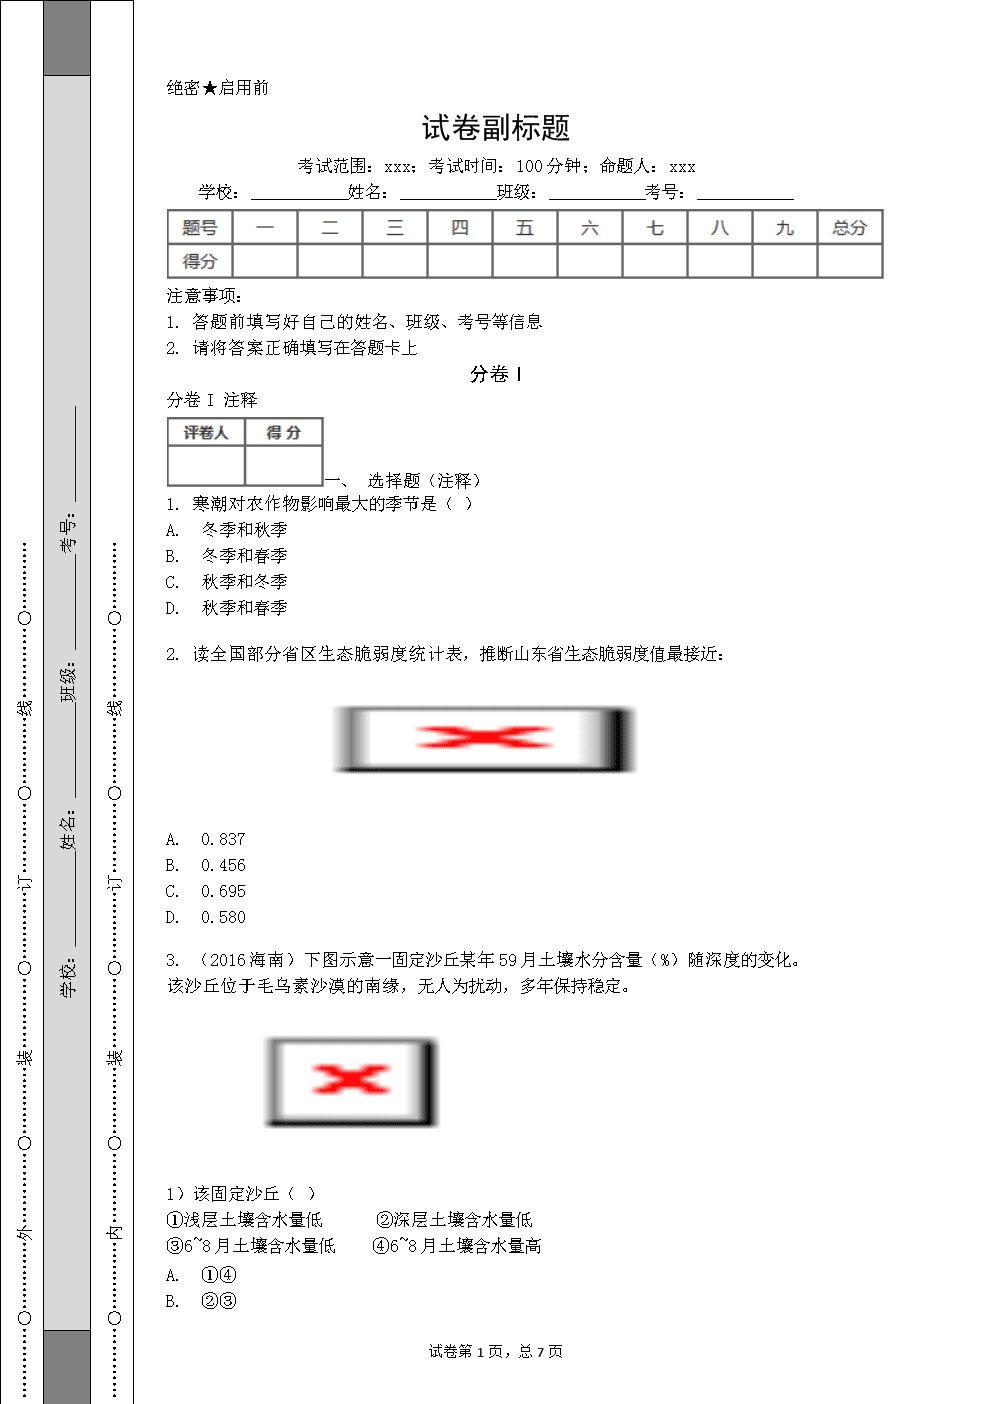 绝密★启用前
试卷副标题
考试范围：xxx；考试时间：100分钟；命题人：xxx
学校：___________姓名：___________班级：___________考号：___________
题号 一 二 三 四 五 六 七 八 九 总分
得分
注意事项：
1. 答题前填写好自己的姓名、班级、考号等信息
2. 请将答案正确填写在答题卡上
分卷I
分卷I 注释
评卷人 得 分
一、 选择题（注释）
1. 寒潮对农作物影响最大的季节是（ ）
A. 冬季和秋季
B. 冬季和春季
C. 秋季和冬季
D. 秋季和春季
2. 读全国部分省区生态脆弱度统计表，推断山东省生态脆弱度值最接近：
A. 0.837
B. 0.456
C. 0.695
D. 0.580
3. （2016海南）下图示意一固定沙丘某年59月土壤水分含量（%）随深度的变化。
该沙丘位于毛乌素沙漠的南缘，无人为扰动，多年保持稳定。
1）该固定沙丘（ ）
①浅层土壤含水量低 ②深层土壤含水量低
③6~8月土壤含水量低 ④6~8月土壤含水量高
A. ①④
B. ②③
试卷第1页，总7页
学校：___________姓名：___________班级：___________考号：___________
…………○…………外…………○…………装…………○…………订…………○…………线…………○…………
…………○…………内…………○…………装…………○…………订…………○…………线…………○…………